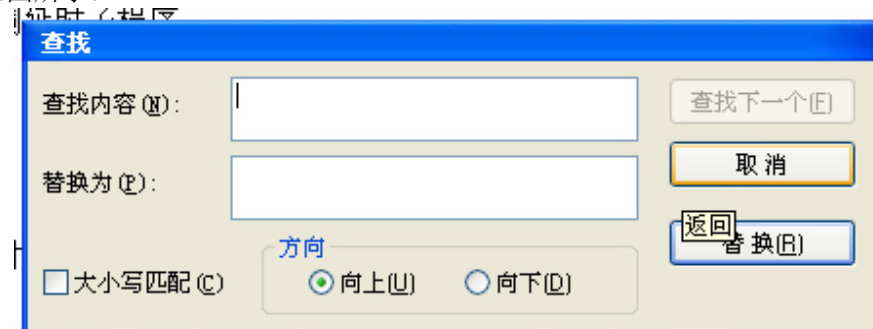 查找
查找内容(N):
查找下一个(F)
取消
替换为(P):
返回
替换(R)
方向
大小写匹配(C)
向上(U)
向下(D)